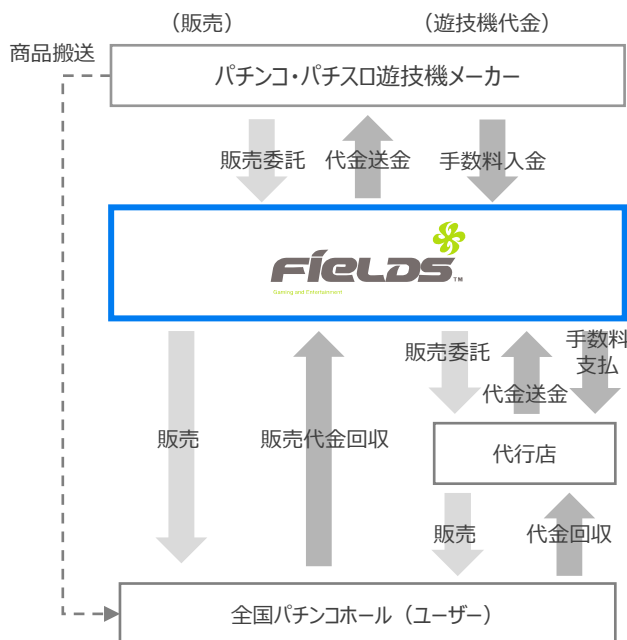 （販売）
（遊技機代金）
商品搬送
パチンコ・パチスロ遊技機メーカー
販売委託
代金送金
手数料入金
FIELDS™
Gaming and Entertainment
販売委託
手数料
支払
代金送金
販売
販売代金回収
代行店
販売
代金回収
全国パチンコホール（ユーザー）